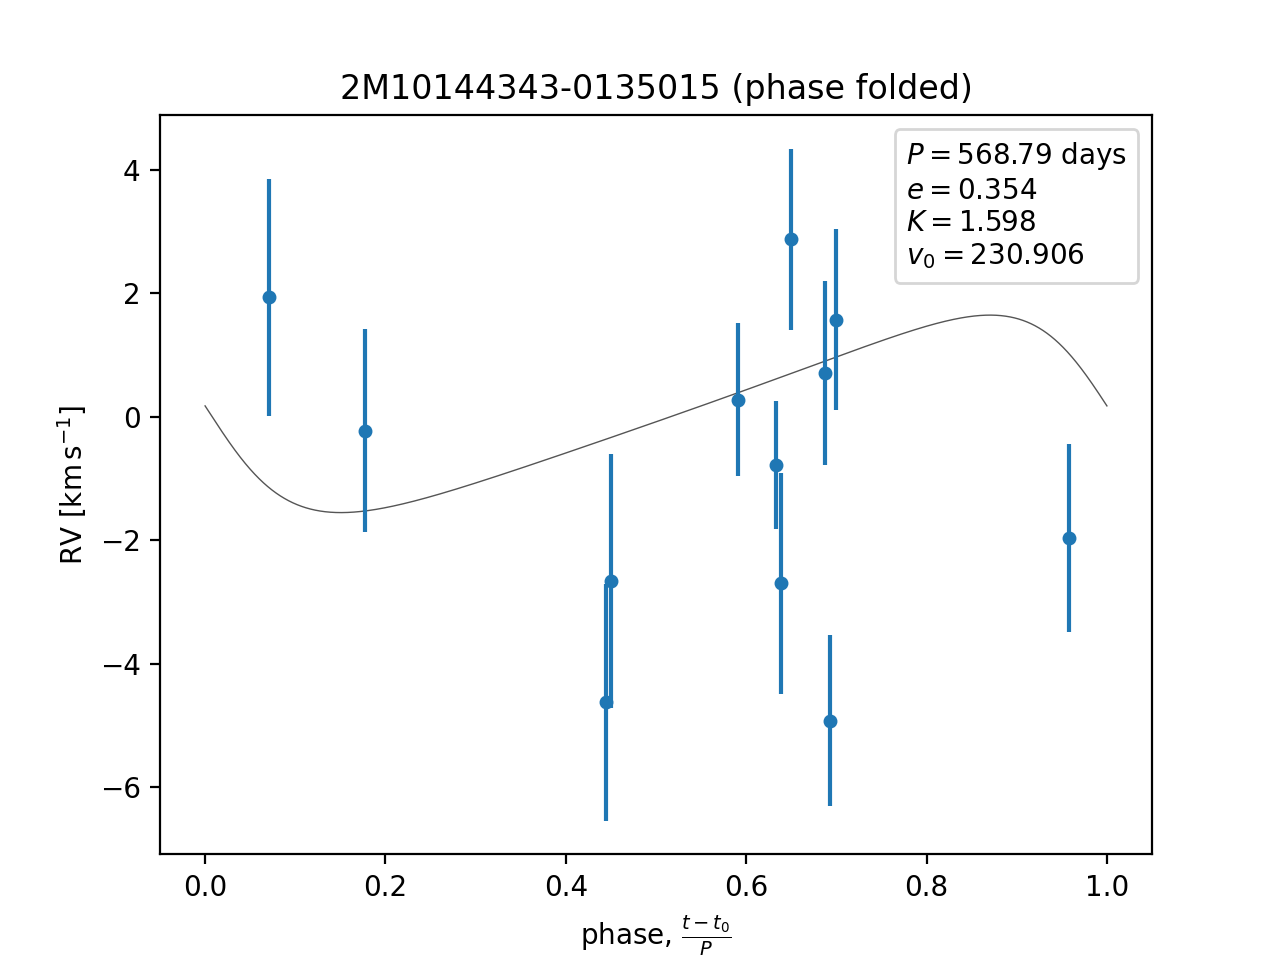 2M10144343-0135015 (phase folded)
P = 568.79 days
e = 0.354
K = 1.598
v₀ = 230.906
4
2
0
−2
−4
−6
RV [km s⁻¹]
0.0 0.2 0.4 0.6 0.8 1.0
phase, (t − t₀)/P